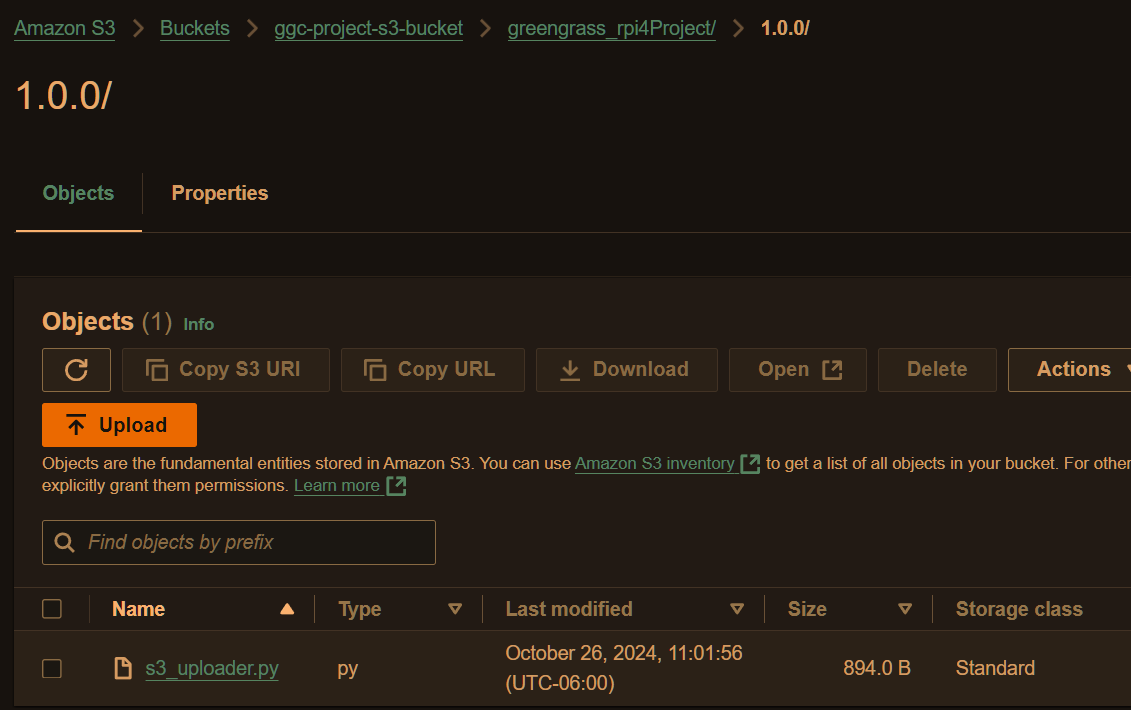 Amazon S3 > Buckets > ggc-project-s3-bucket > greengrass_rpi4Project/ > 1.0.0/
1.0.0/
Objects Properties
Objects (1) Info
Copy S3 URI Copy URL Download Open Delete Actions
Upload
Objects are the fundamental entities stored in Amazon S3. You can use Amazon S3 inventory to get a list of all objects in your bucket. For other
explicitly grant them permissions. Learn more
Find objects by prefix
Name Type Last modified Size Storage class
s3_uploader.py py October 26, 2024, 11:01:56 894.0 B Standard
(UTC-06:00)